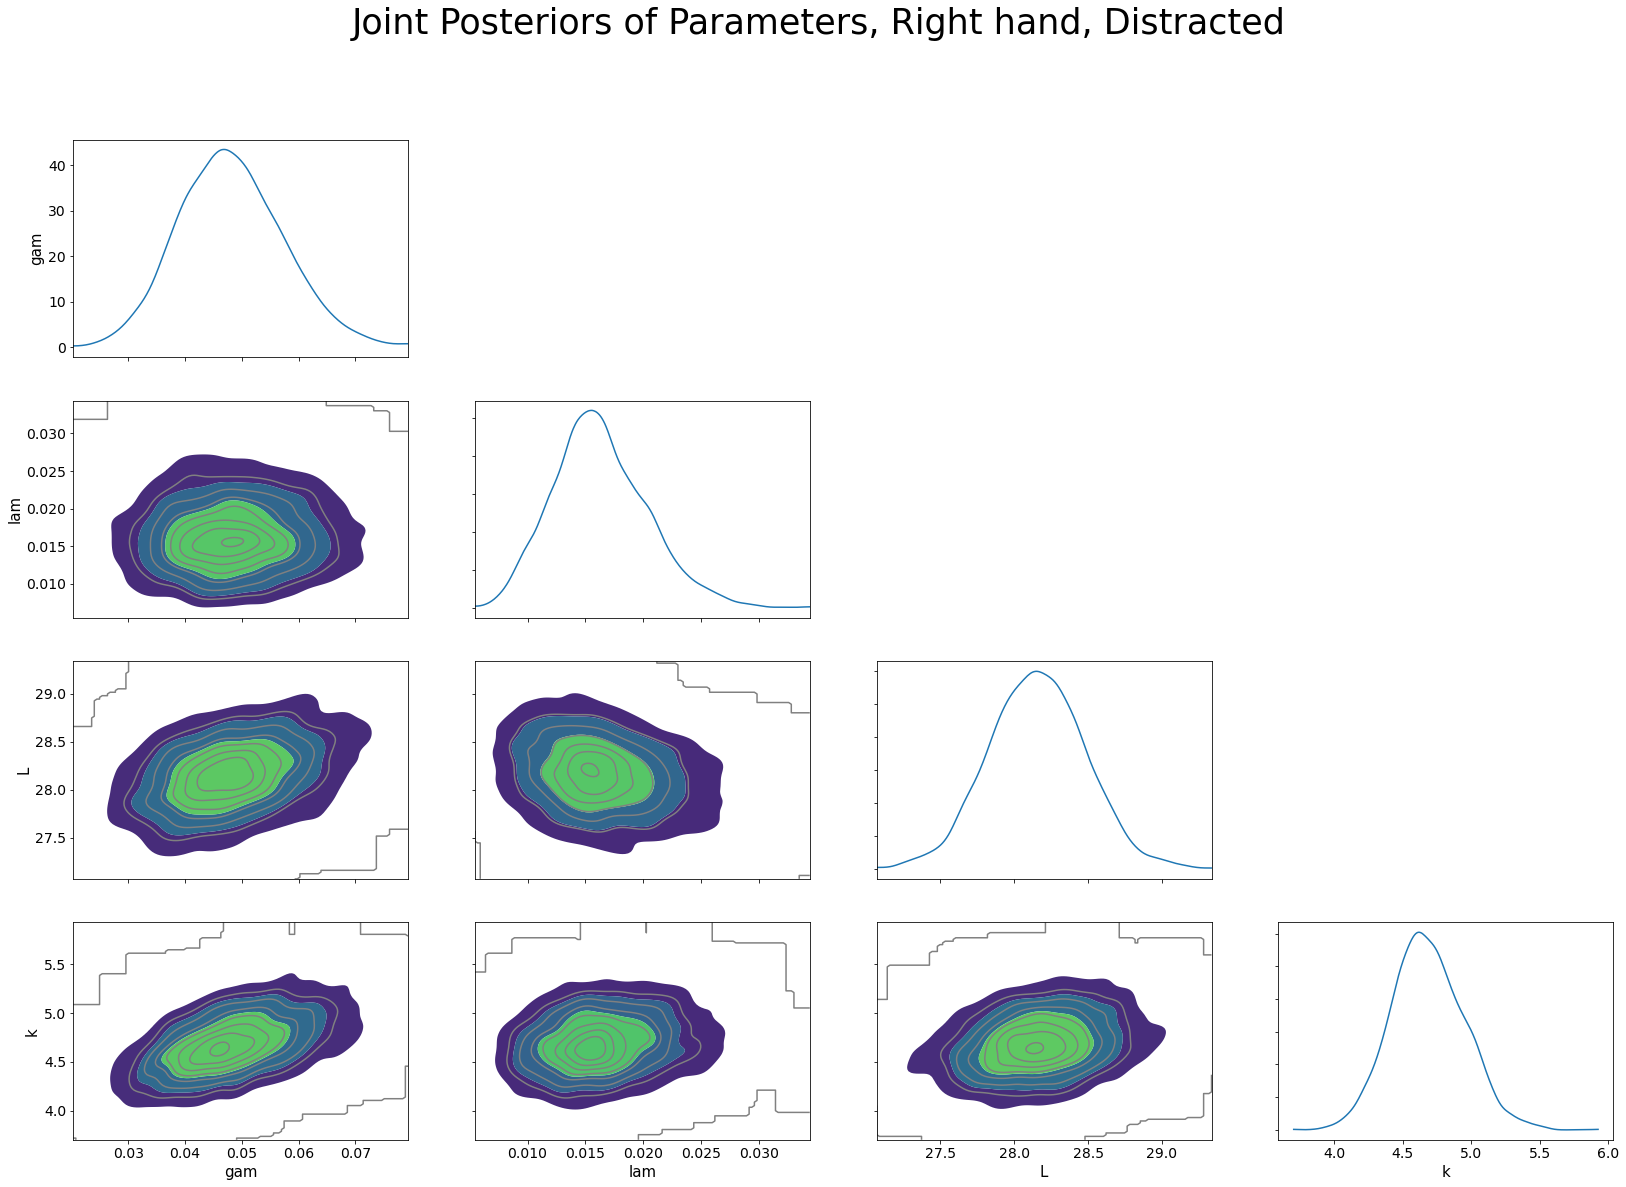 Joint Posteriors of Parameters, Right hand, Distracted
40
30
20
10
0
gam
0.030
0.025
0.020
0.015
0.010
lam
29.0
28.5
28.0
27.5
L
5.5
5.0
4.5
4.0
k
0.03 0.04 0.05 0.06 0.07
gam
0.010 0.015 0.020 0.025 0.030
lam
27.5 28.0 28.5 29.0
L
4.0 4.5 5.0 5.5 6.0
k